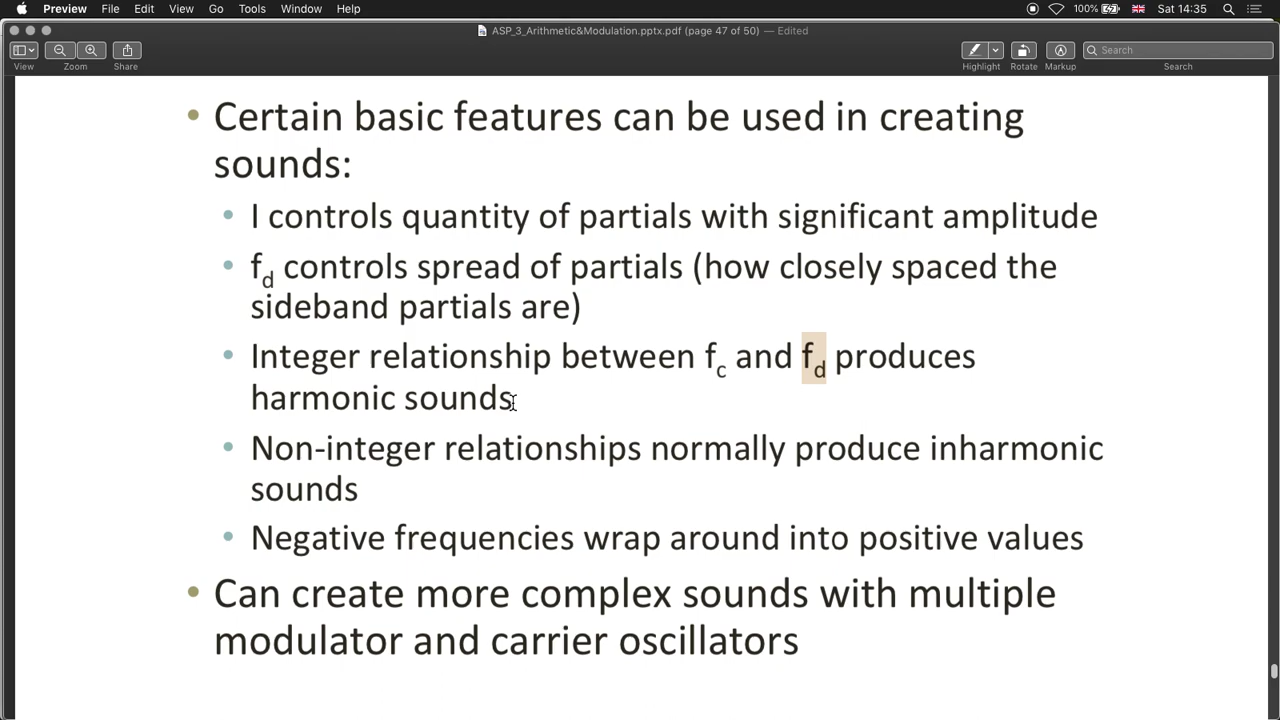 Preview File Edit View Go Tools Window Help 100% Sat 14:35
ASP_3_Arithmetic&Modulation.pptx.pdf (page 47 of 50) — Edited
Search
View Zoom Share Highlight Rotate Markup Search
• Certain basic features can be used in creating
sounds:
• I controls quantity of partials with significant amplitude
• fd controls spread of partials (how closely spaced the
sideband partials are)
• Integer relationship between fc and fd produces
harmonic sounds
• Non-integer relationships normally produce inharmonic
sounds
• Negative frequencies wrap around into positive values
• Can create more complex sounds with multiple
modulator and carrier oscillators